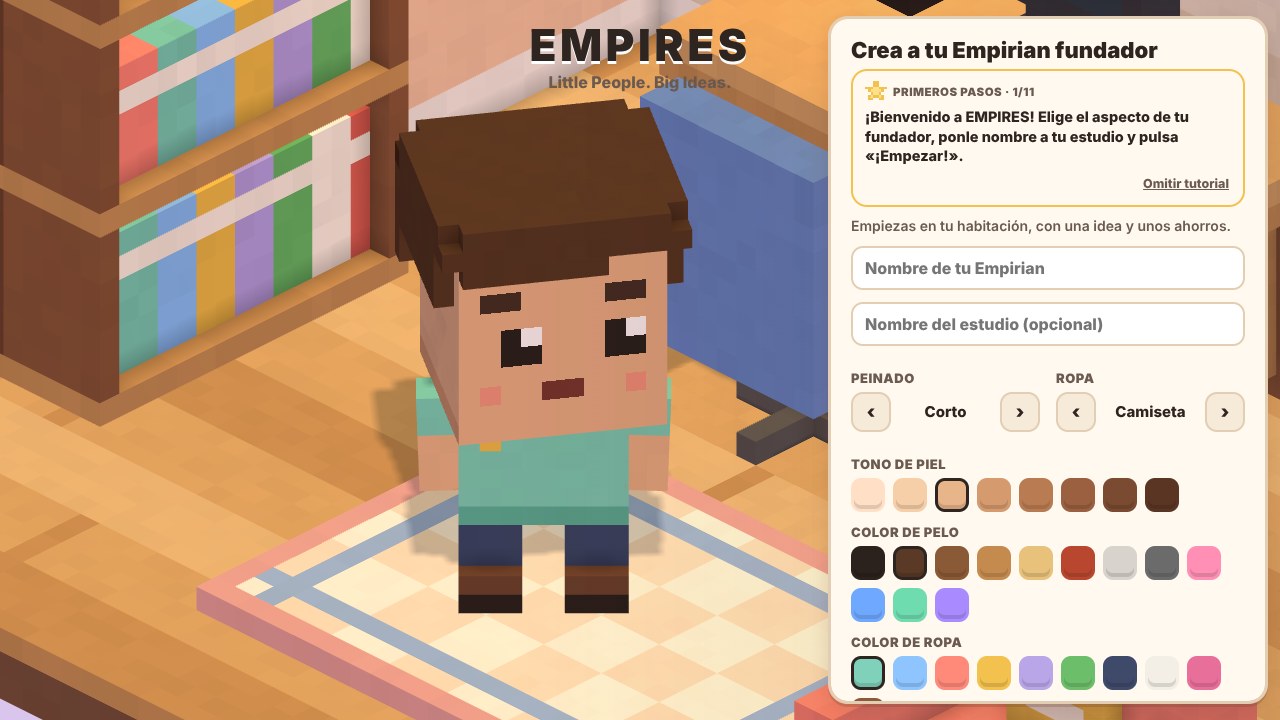 EMPIRES
Little People. Big Ideas.
Crea a tu Empirian fundador
PRIMEROS PASOS · 1/11
¡Bienvenido a EMPIRES! Elige el aspecto de tu
fundador, ponle nombre a tu estudio y pulsa
«¡Empezar!».
Omitir tutorial
Empiezas en tu habitación, con una idea y unos ahorros.
Nombre de tu Empirian
Nombre del estudio (opcional)
PEINADO
ROPA
‹ Corto ›
‹ Camiseta ›
TONO DE PIEL
COLOR DE PELO
COLOR DE ROPA